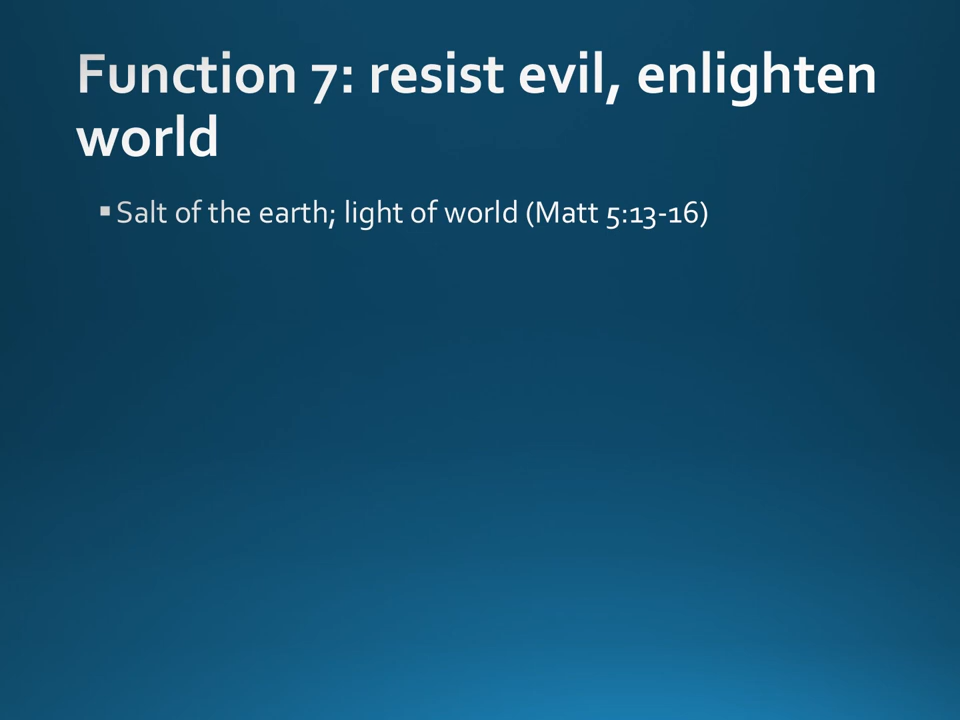 Function 7: resist evil, enlighten
world
▪ Salt of the earth; light of world (Matt 5:13-16)